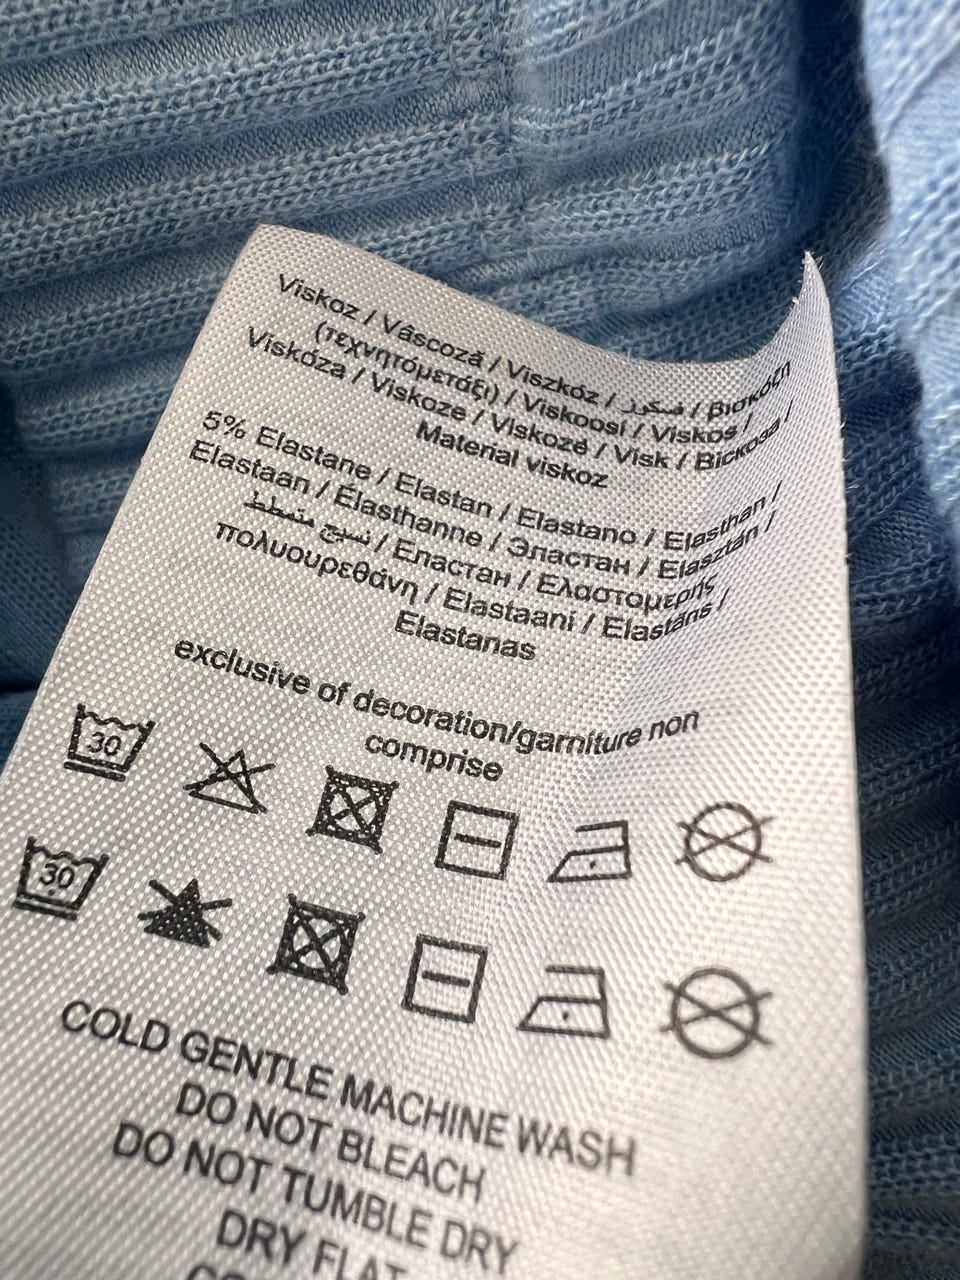 Viskoz / Vâscoză / Viszkóz / فسكوز / Βισκόζη
(τεχνητόμετάξι) / Viskoosi / Viskos /
Viskóza / Viskoze / Viskozė / Visk / Віскоза /
Material viskoz
5% Elastane / Elastan / Elastano / Elasthan /
Elastaan / Élasthanne / Эластан / Elasztán /
نسيج متمطط / Еластан / Ελαστομερής
πολυουρεθάνη / Elastaani / Elastāns /
Elastanas
exclusive of decoration/garniture non
comprise
30
30
COLD GENTLE MACHINE WASH
DO NOT BLEACH
DO NOT TUMBLE DRY
DRY FLAT